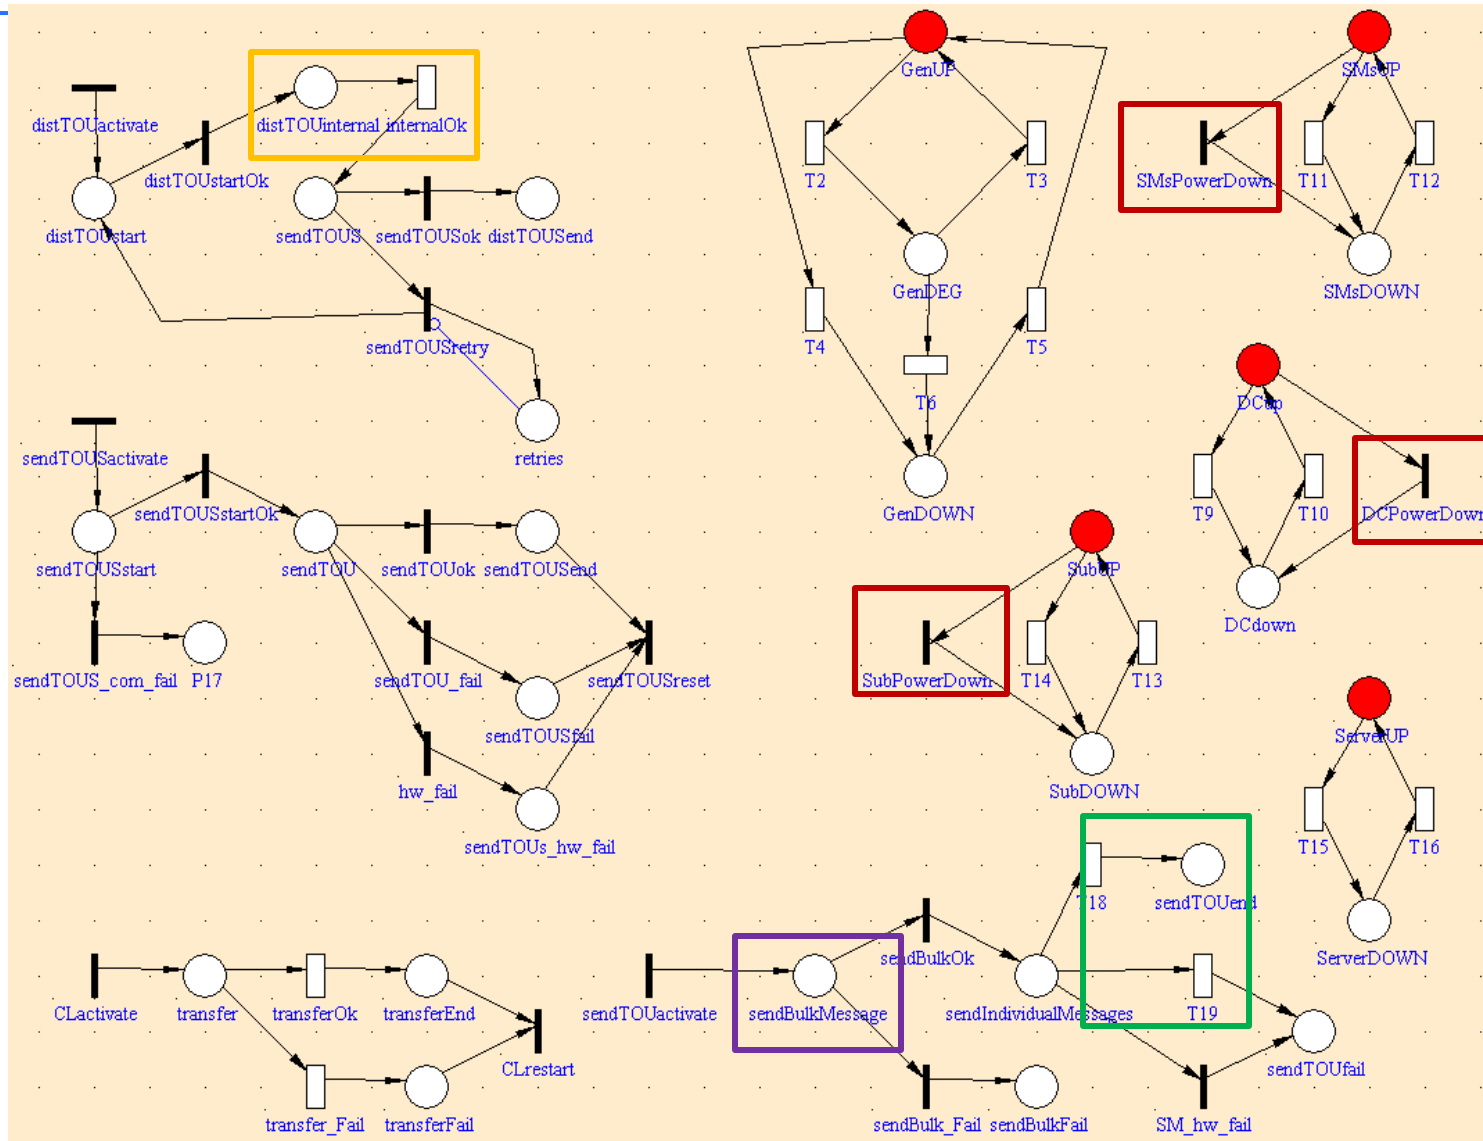 GenUP
SMsUP
distTOUactivate
distTOUinternal
internalOk
distTOUstartOk
T2
T3
SMsPowerDown
T11
T12
distTOUstart
sendTOUS
sendTOUSok
distTOUSend
GenDEG
SMsDOWN
sendTOUSretry
T4
T5
T6
DCup
sendTOUSactivate
retries
sendTOUSstartOk
GenDOWN
T9
T10
DCPowerDown
sendTOUSstart
sendTOU
sendTOUok
sendTOUSend
SubUP
DCdown
sendTOUS_com_fail
P17
sendTOU_fail
sendTOUSreset
SubPowerDown
T14
T13
sendTOUSfail
ServerUP
hw_fail
SubDOWN
sendTOUs_hw_fail
T15
T16
T18
sendTOUend
sendBulkOk
ServerDOWN
CLactivate
transfer
transferOk
transferEnd
sendTOUactivate
sendBulkMessage
sendIndividualMessages
T19
CLrestart
sendTOUfail
transfer_Fail
transferFail
sendBulk_Fail
sendBulkFail
SM_hw_fail